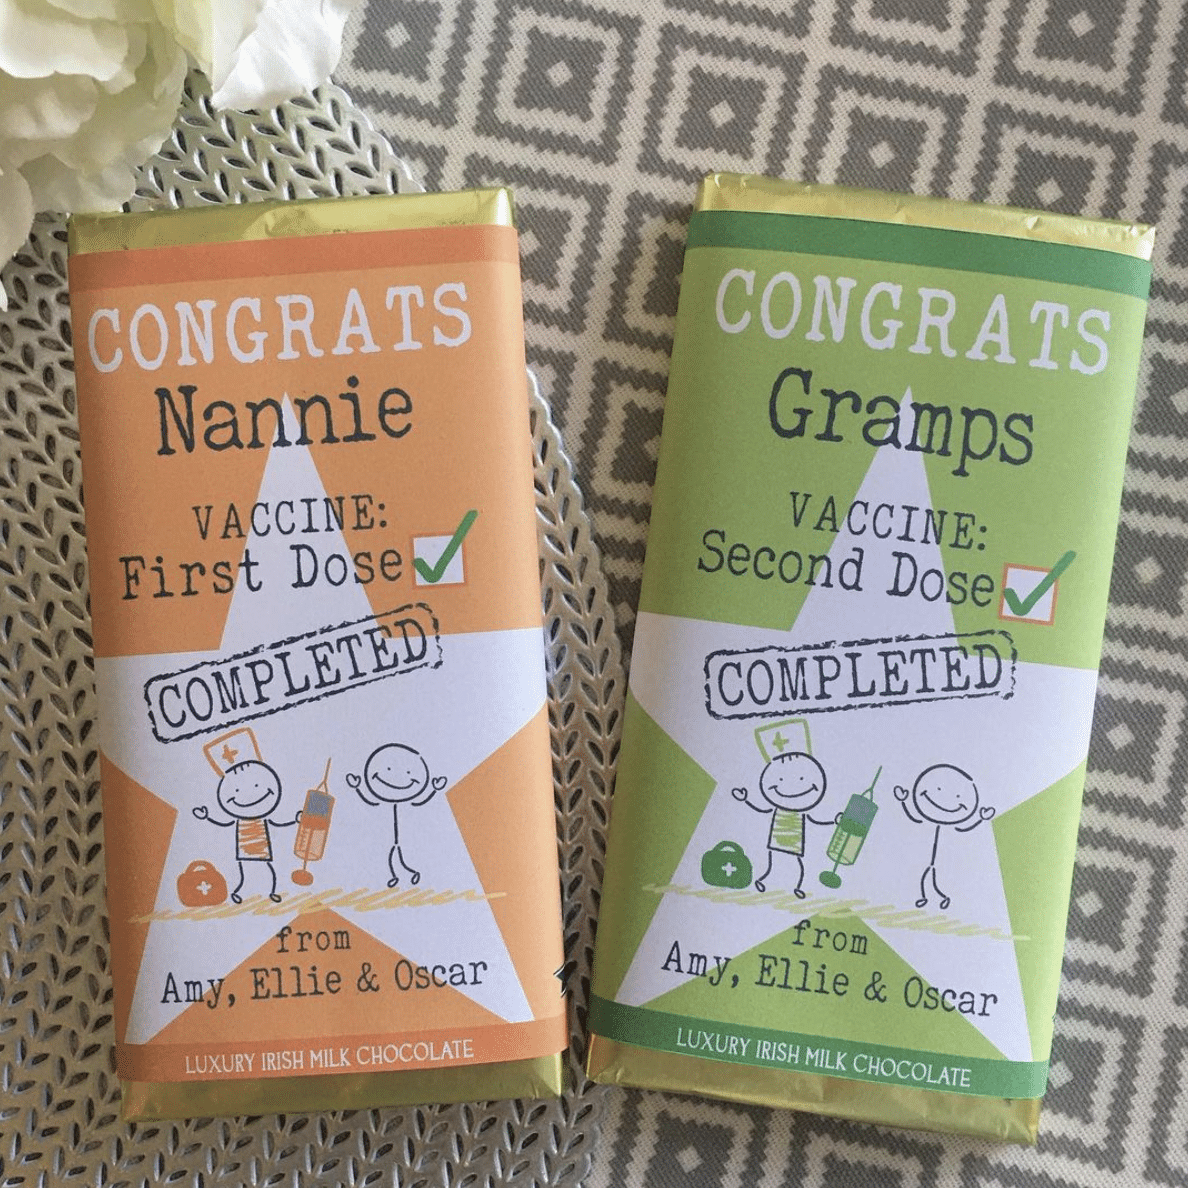 CONGRATS
Nannie
VACCINE:
First Dose
COMPLETED
from
Amy, Ellie & Oscar
LUXURY IRISH MILK CHOCOLATE
CONGRATS
Gramps
VACCINE:
Second Dose
COMPLETED
from
Amy, Ellie & Oscar
LUXURY IRISH MILK CHOCOLATE